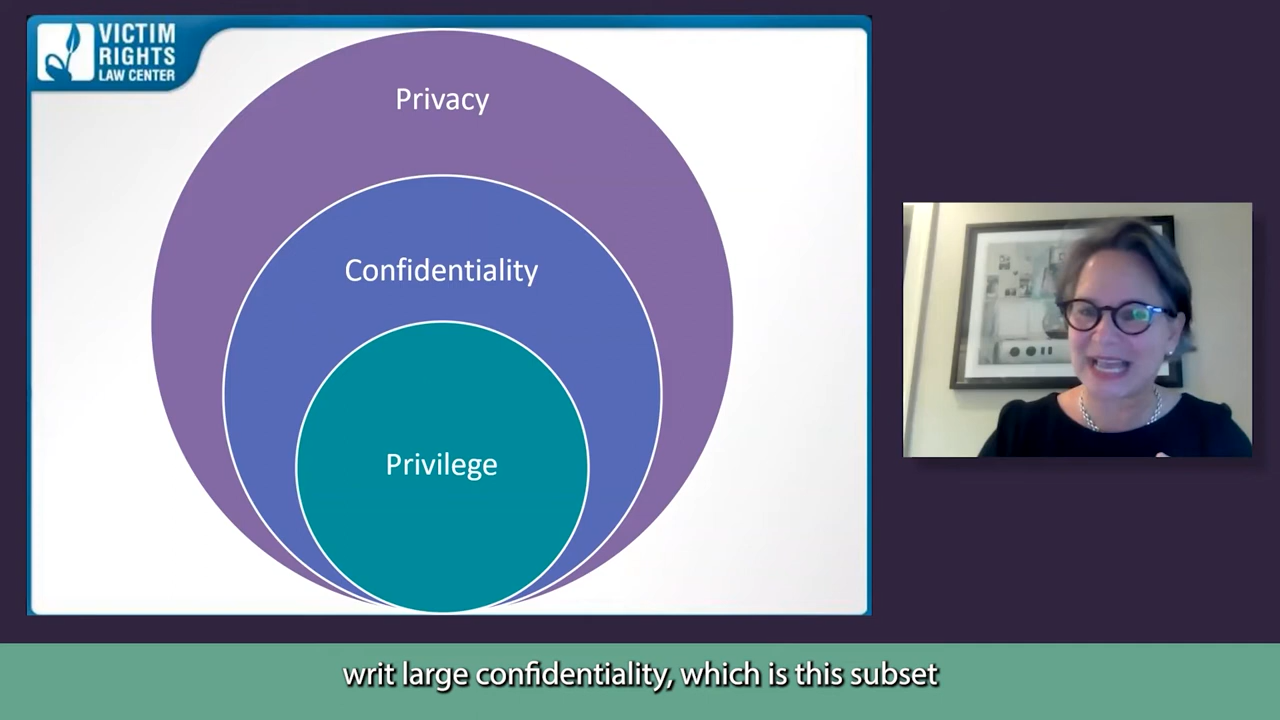 VICTIM
RIGHTS
LAW CENTER
Privacy
Confidentiality
Privilege
writ large confidentiality, which is this subset